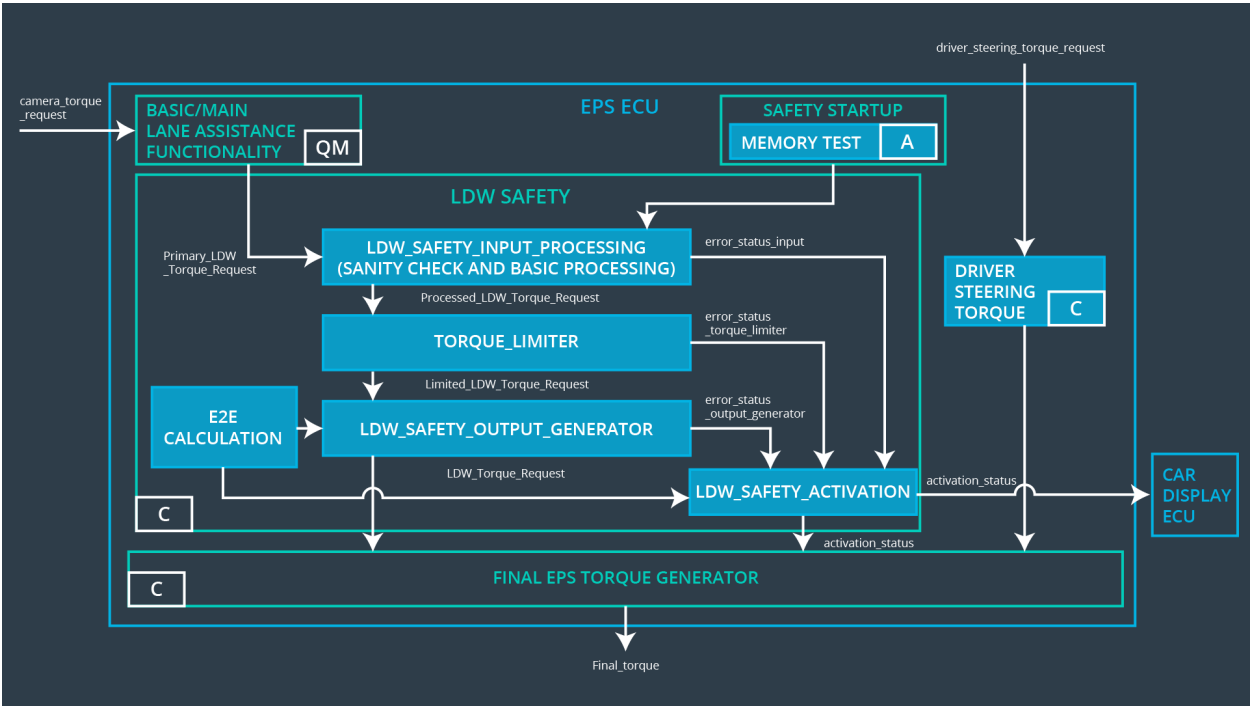 driver_steering_torque_request
camera_torque
_request
BASIC/MAIN
LANE ASSISTANCE
FUNCTIONALITY
QM
EPS ECU
SAFETY STARTUP
MEMORY TEST
A
LDW SAFETY
LDW_SAFETY_INPUT_PROCESSING
(SANITY CHECK AND BASIC PROCESSING)
error_status_input
Primary_LDW
_Torque_Request
DRIVER
STEERING
TORQUE
C
Processed_LDW_Torque_Request
TORQUE_LIMITER
error_status
_torque_limiter
Limited_LDW_Torque_Request
E2E
CALCULATION
LDW_SAFETY_OUTPUT_GENERATOR
error_status
_output_generator
LDW_Torque_Request
LDW_SAFETY_ACTIVATION
activation_status
CAR
DISPLAY
ECU
C
activation_status
FINAL EPS TORQUE GENERATOR
C
Final_torque